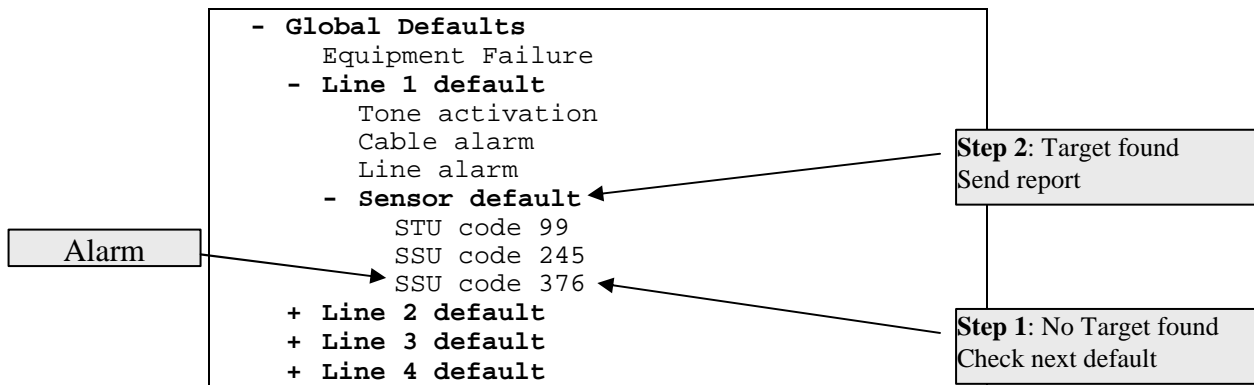 - Global Defaults
Equipment Failure
- Line 1 default
Tone activation
Cable alarm
Line alarm
- Sensor default
STU code 99
SSU code 245
SSU code 376
+ Line 2 default
+ Line 3 default
+ Line 4 default
Alarm
Step 2: Target found
Send report
Step 1: No Target found
Check next default